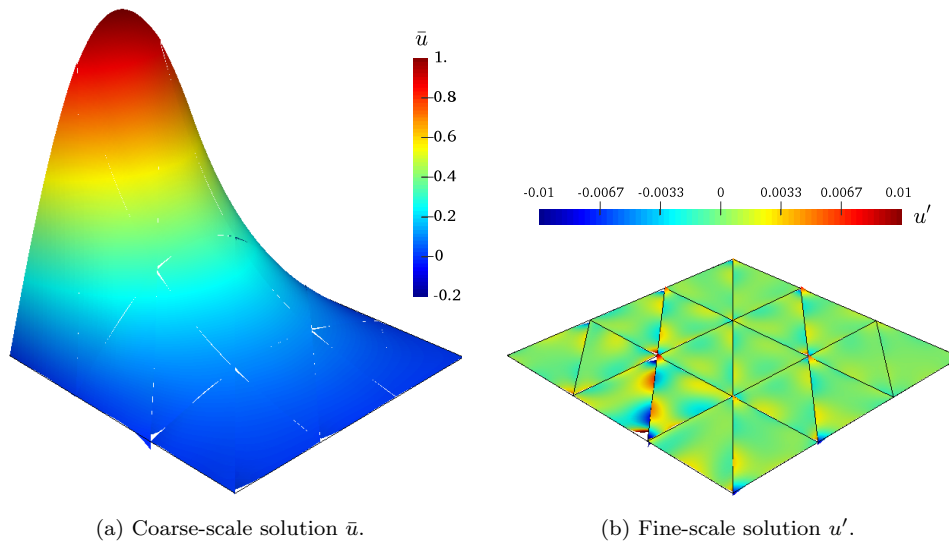 ū
1.
0.8
0.6
0.4
0.2
0
-0.2
-0.01 -0.0067 -0.0033 0 0.0033 0.0067 0.01
u′
(a) Coarse-scale solution ū.
(b) Fine-scale solution u′.